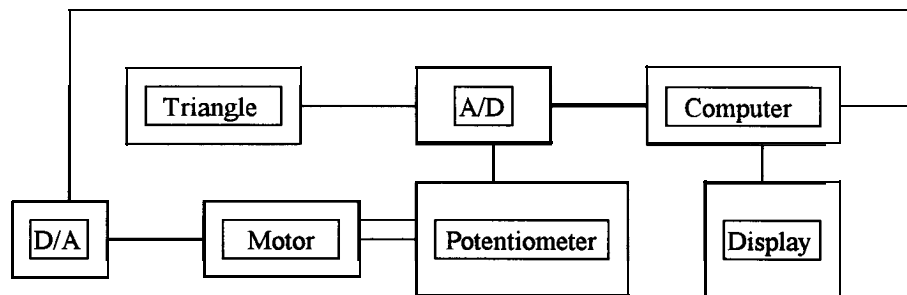 Triangle
A/D
Computer
D/A
Motor
Potentiometer
Display